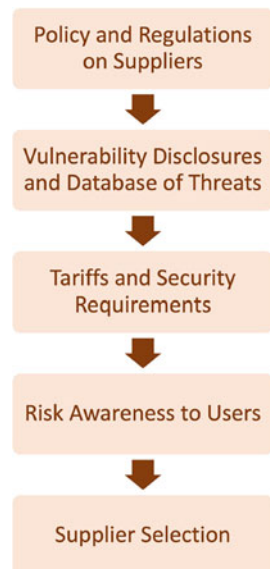 Policy and Regulations
on Suppliers
Vulnerability Disclosures
and Database of Threats
Tariffs and Security
Requirements
Risk Awareness to Users
Supplier Selection